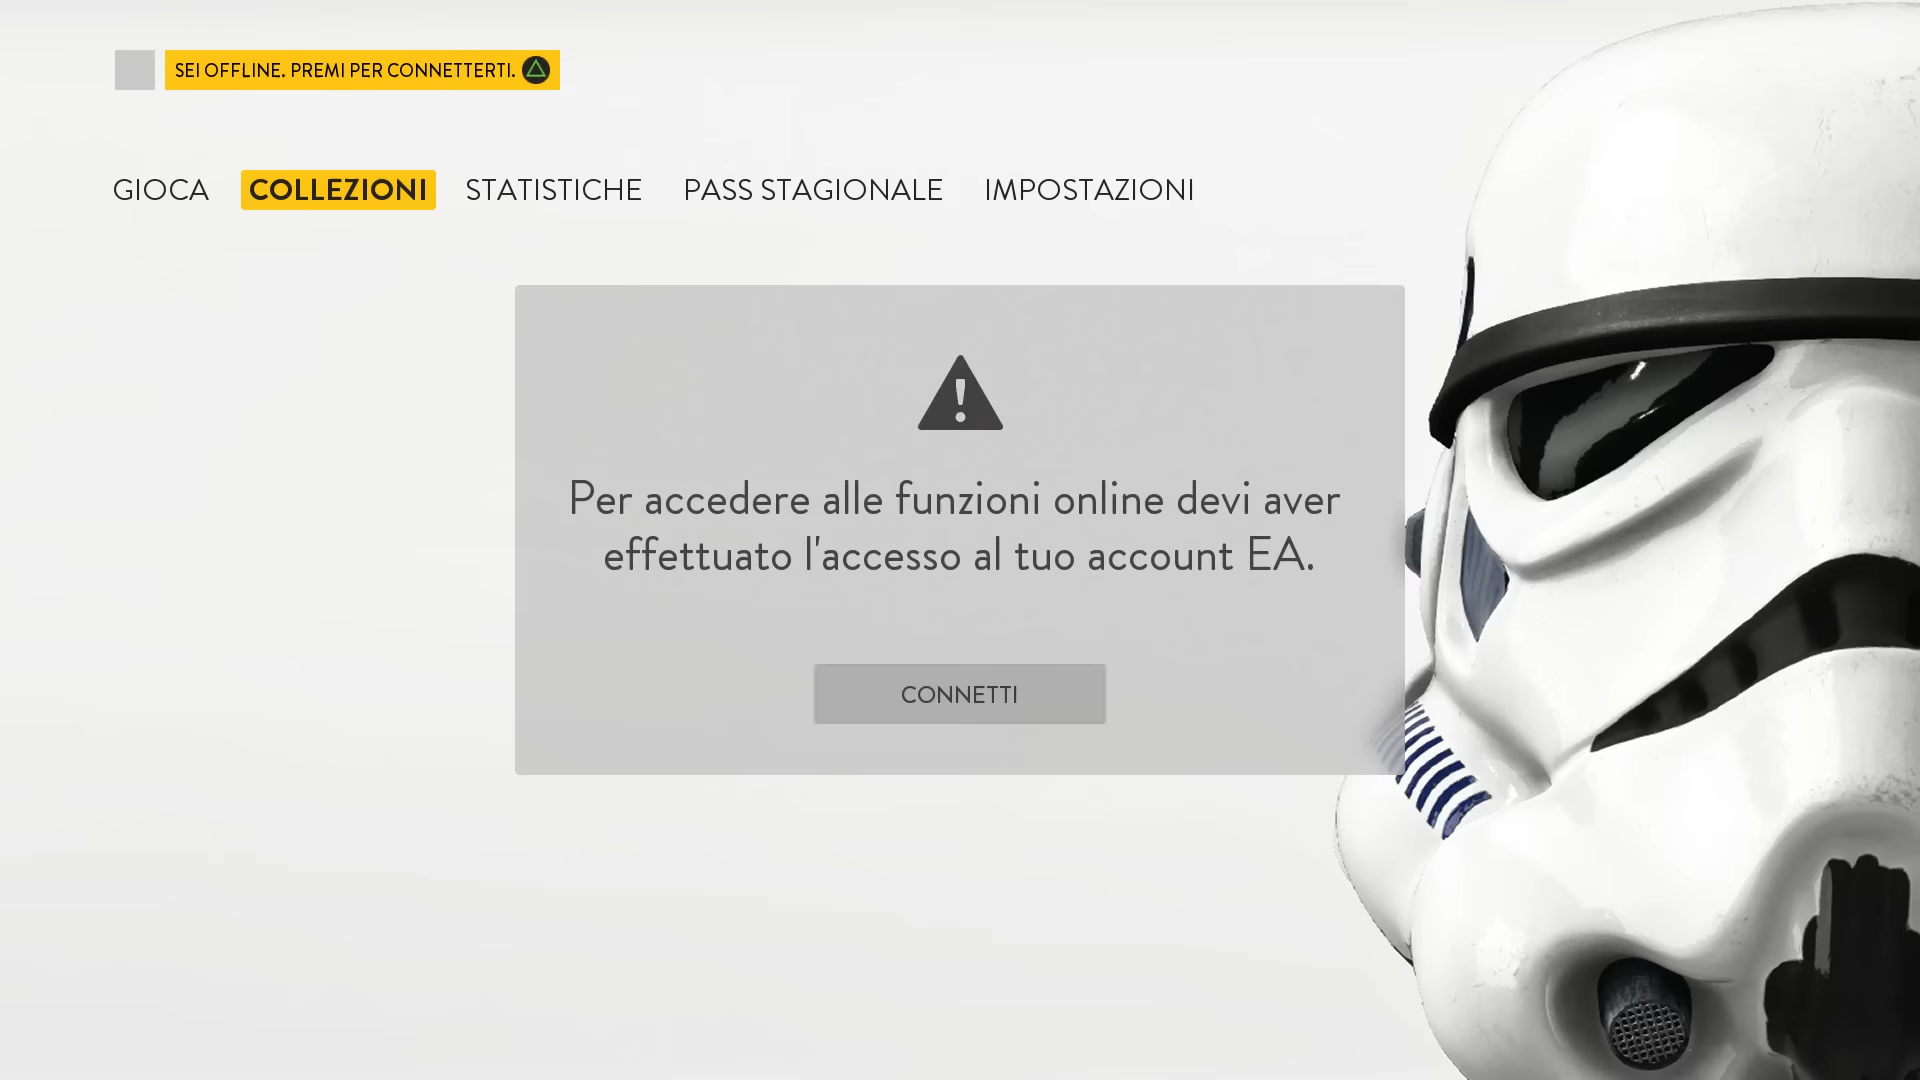 SEI OFFLINE. PREMI PER CONNETTERTI.
GIOCA COLLEZIONI STATISTICHE PASS STAGIONALE IMPOSTAZIONI
Per accedere alle funzioni online devi aver
effettuato l'accesso al tuo account EA.
CONNETTI